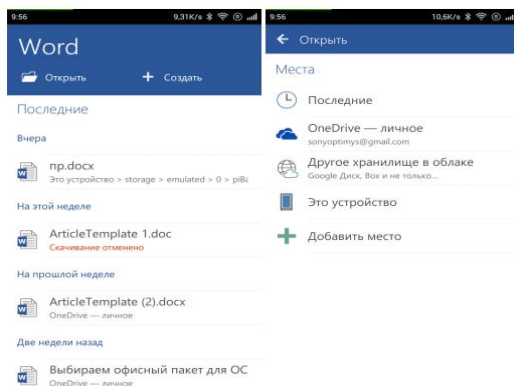 9:56
9,31K/s
Word
Открыть
Создать
Последние
Вчера
пр.docx
Это устройство > storage > emulated > 0 > piBa
На этой неделе
ArticleTemplate 1.doc
Скачивание отменено
На прошлой неделе
ArticleTemplate (2).docx
OneDrive — личное
Две недели назад
Выбираем офисный пакет для ОС
OneDrive — личное
9:56
10,6K/s
Открыть
Места
Последние
OneDrive — личное
sonyoptimys@gmail.com
Другое хранилище в облаке
Google Диск, Box и не только...
Это устройство
Добавить место